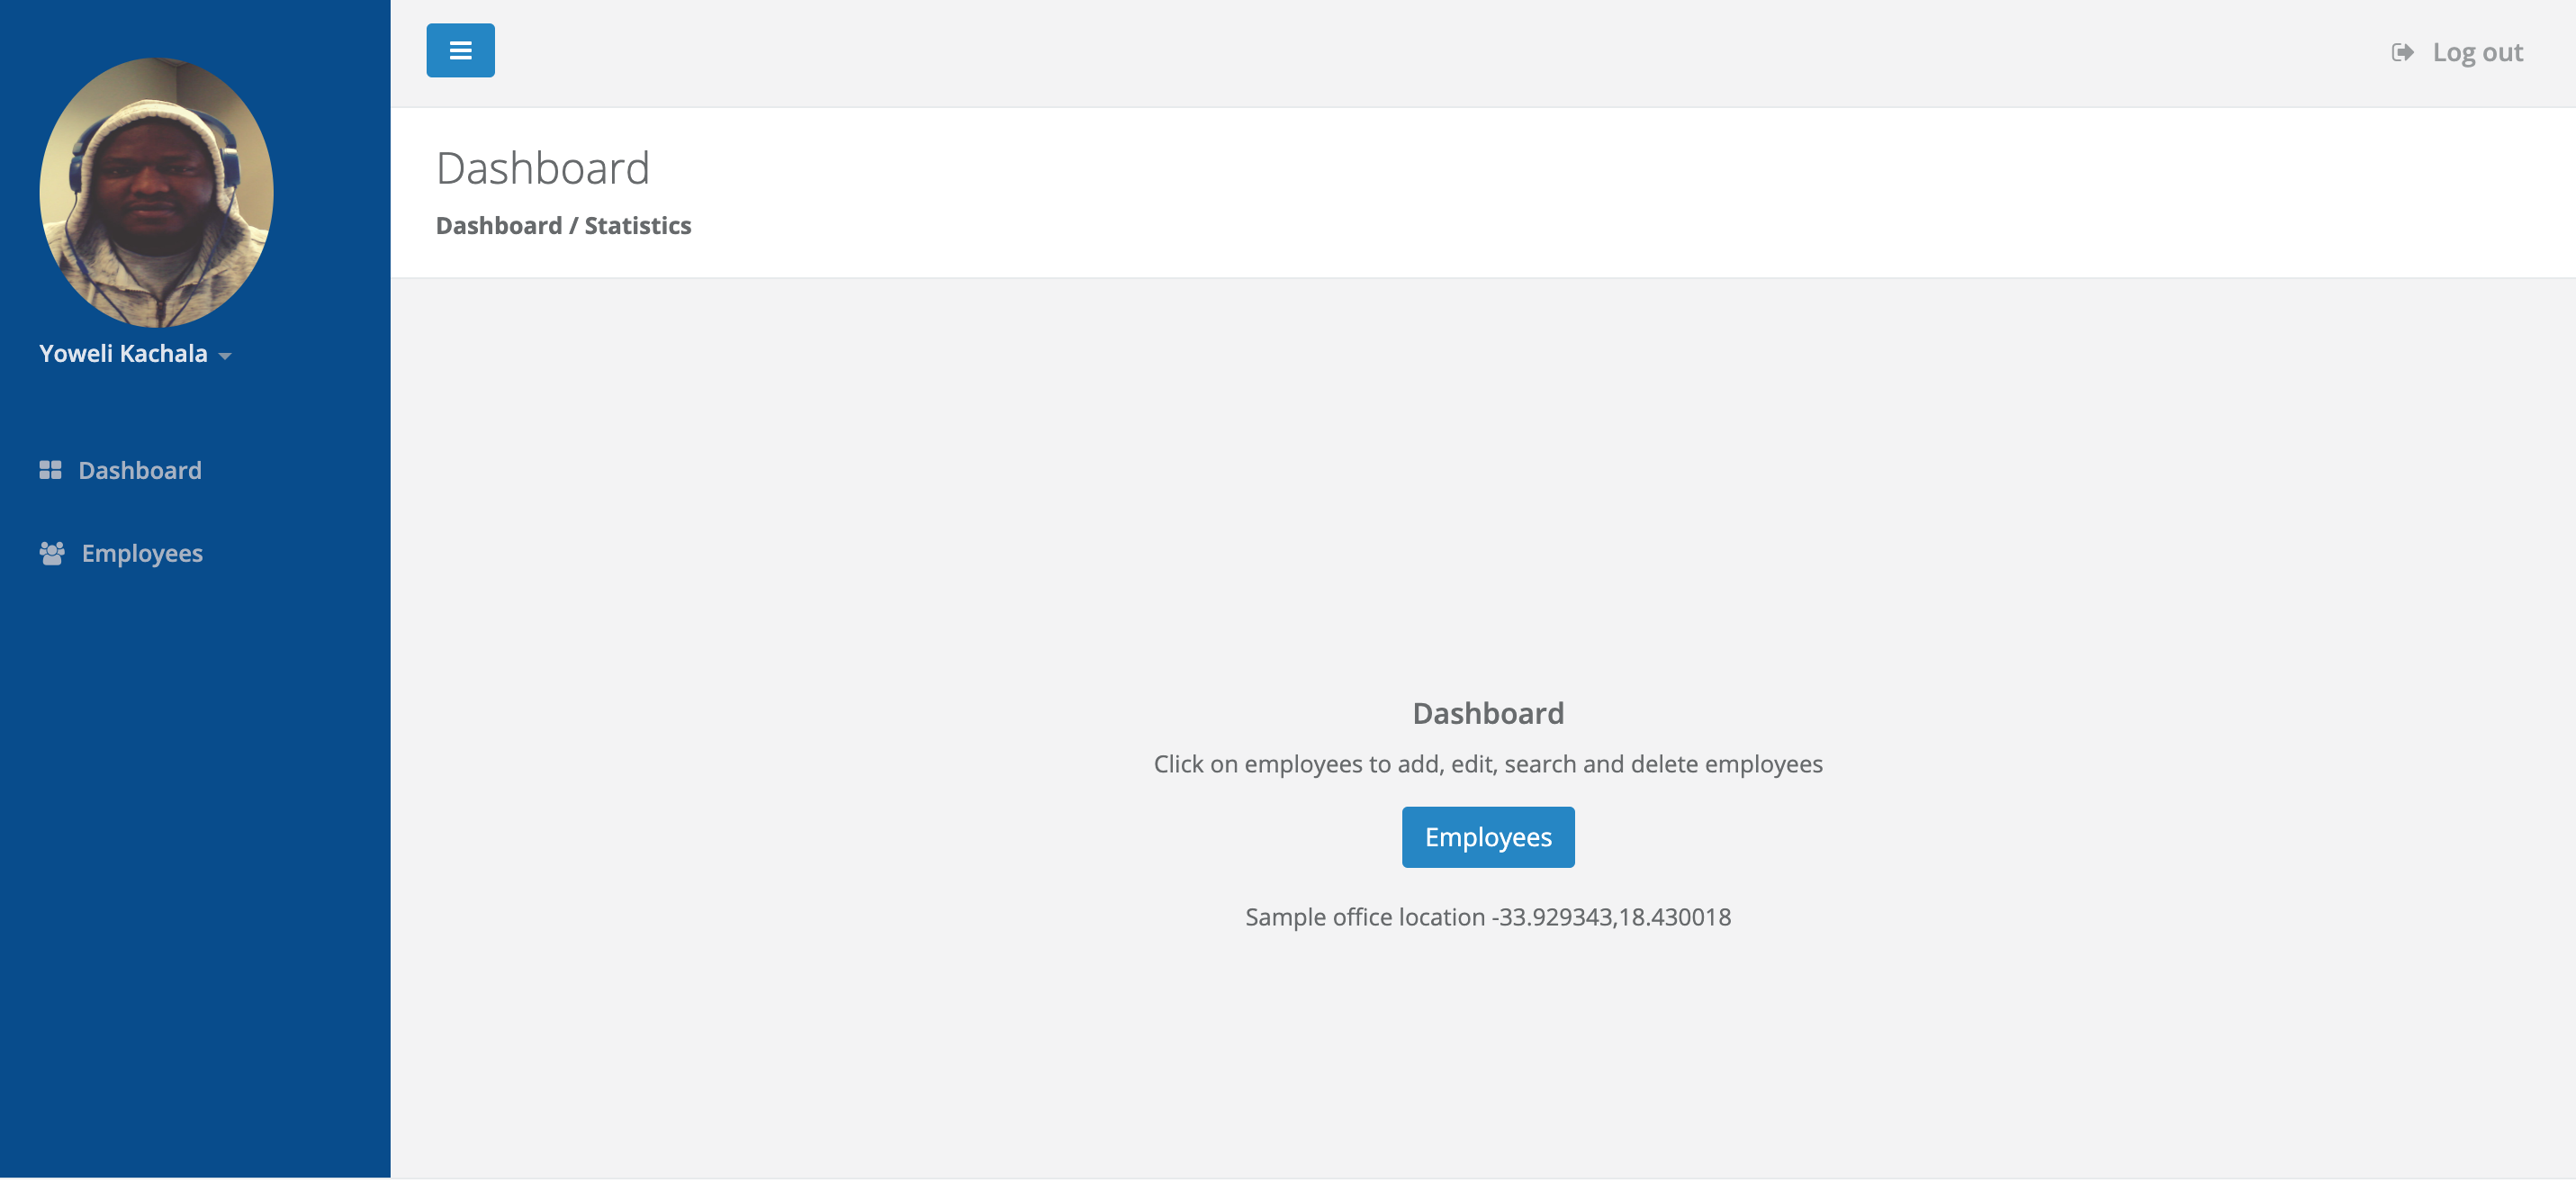 Log out
Dashboard
Dashboard / Statistics
Yoweli Kachala
Dashboard
Employees
Dashboard
Click on employees to add, edit, search and delete employees
Employees
Sample office location -33.929343,18.430018